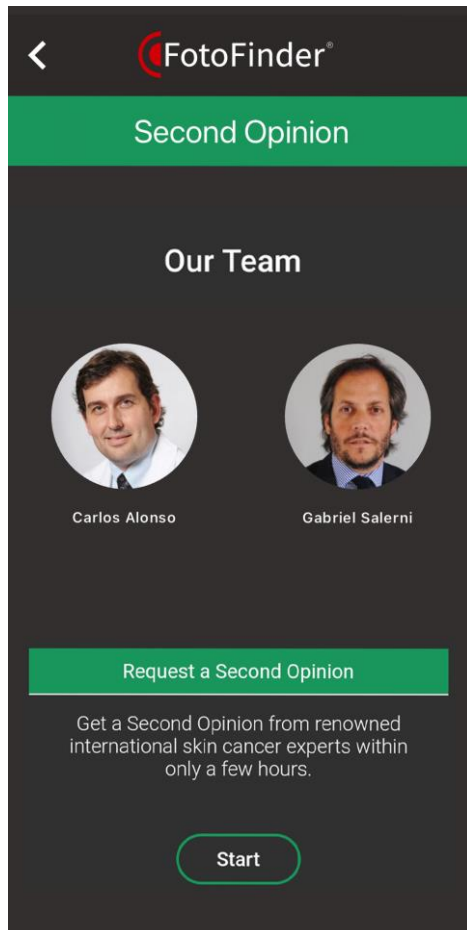 FotoFinder®
Second Opinion
Our Team
Carlos Alonso
Gabriel Salerni
Request a Second Opinion
Get a Second Opinion from renowned
international skin cancer experts within
only a few hours.
Start